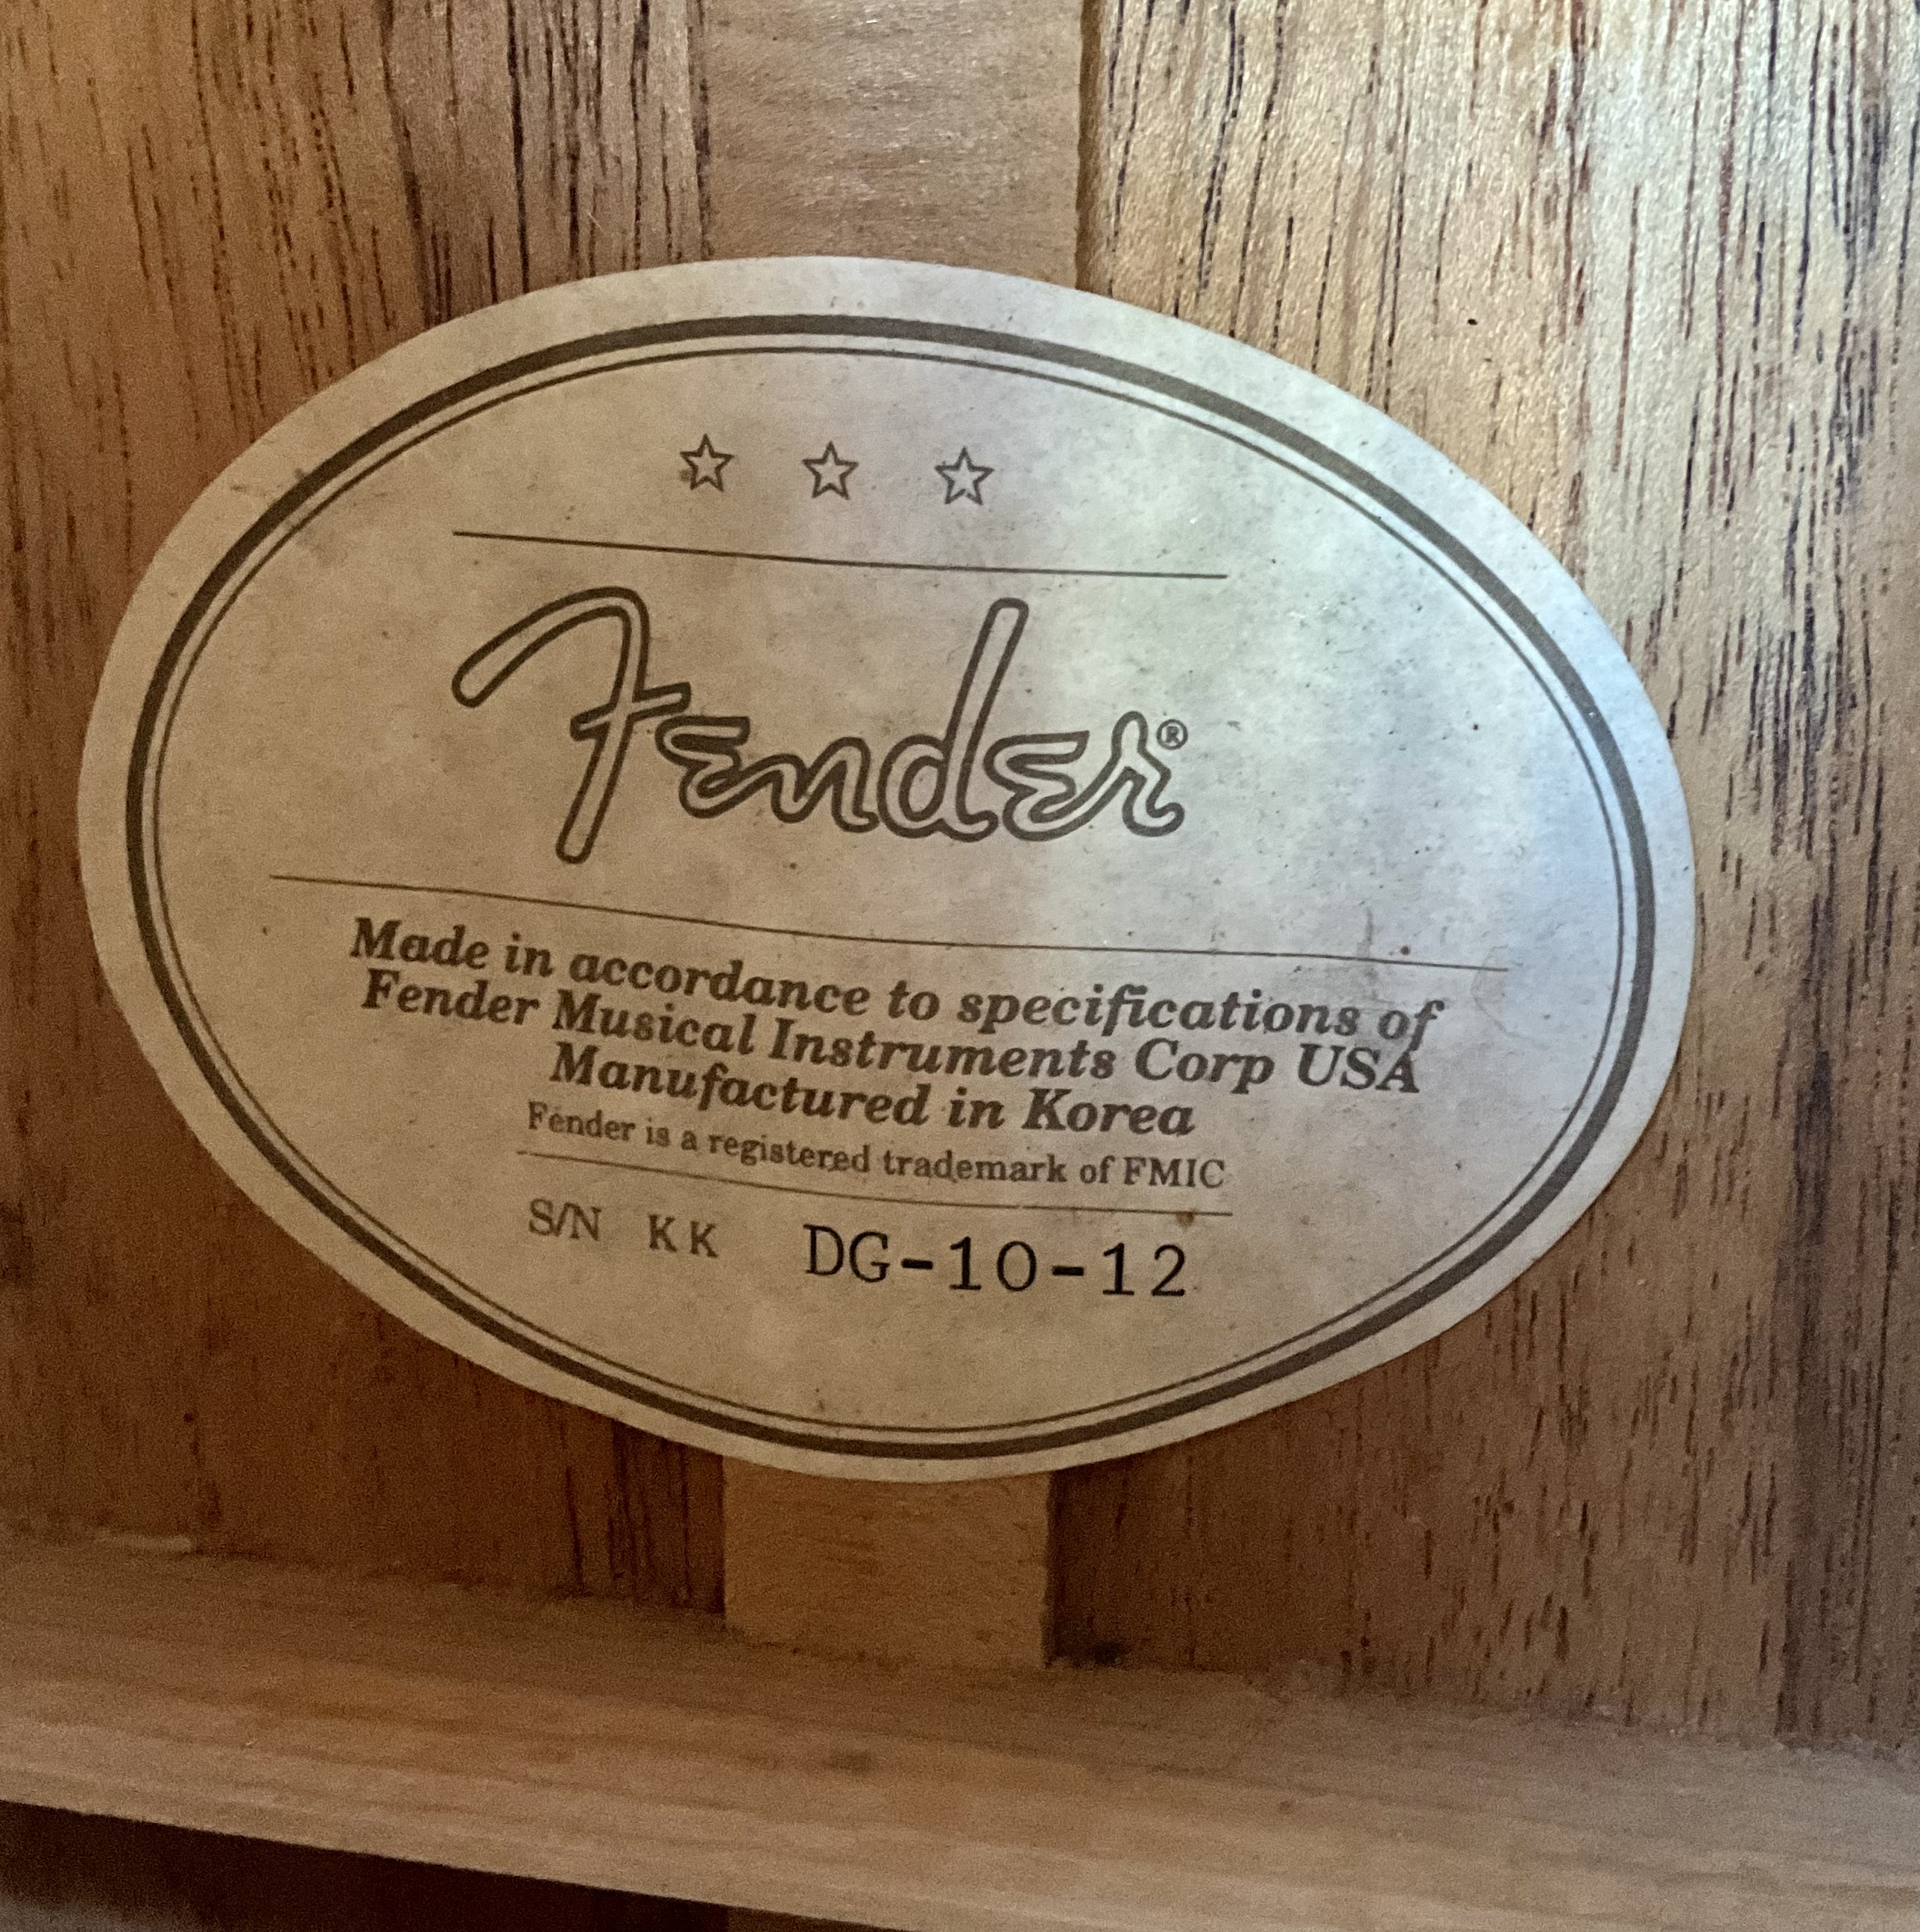 Fender®
Made in accordance to specifications of
Fender Musical Instruments Corp USA
Manufactured in Korea
Fender is a registered trademark of FMIC
S/N KK DG-10-12